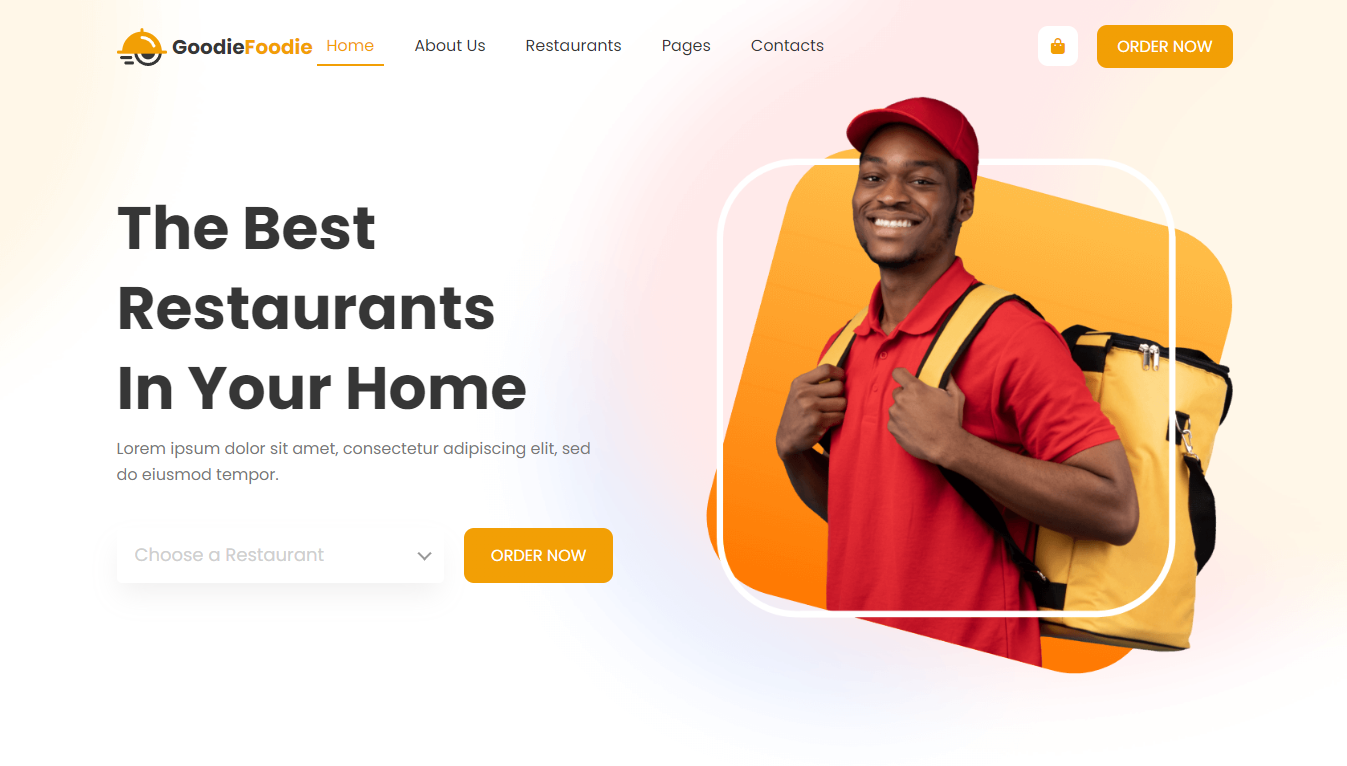 GoodieFoodie
Home
About Us
Restaurants
Pages
Contacts
ORDER NOW
The Best
Restaurants
In Your Home
Lorem ipsum dolor sit amet, consectetur adipiscing elit, sed
do eiusmod tempor.
Choose a Restaurant
ORDER NOW